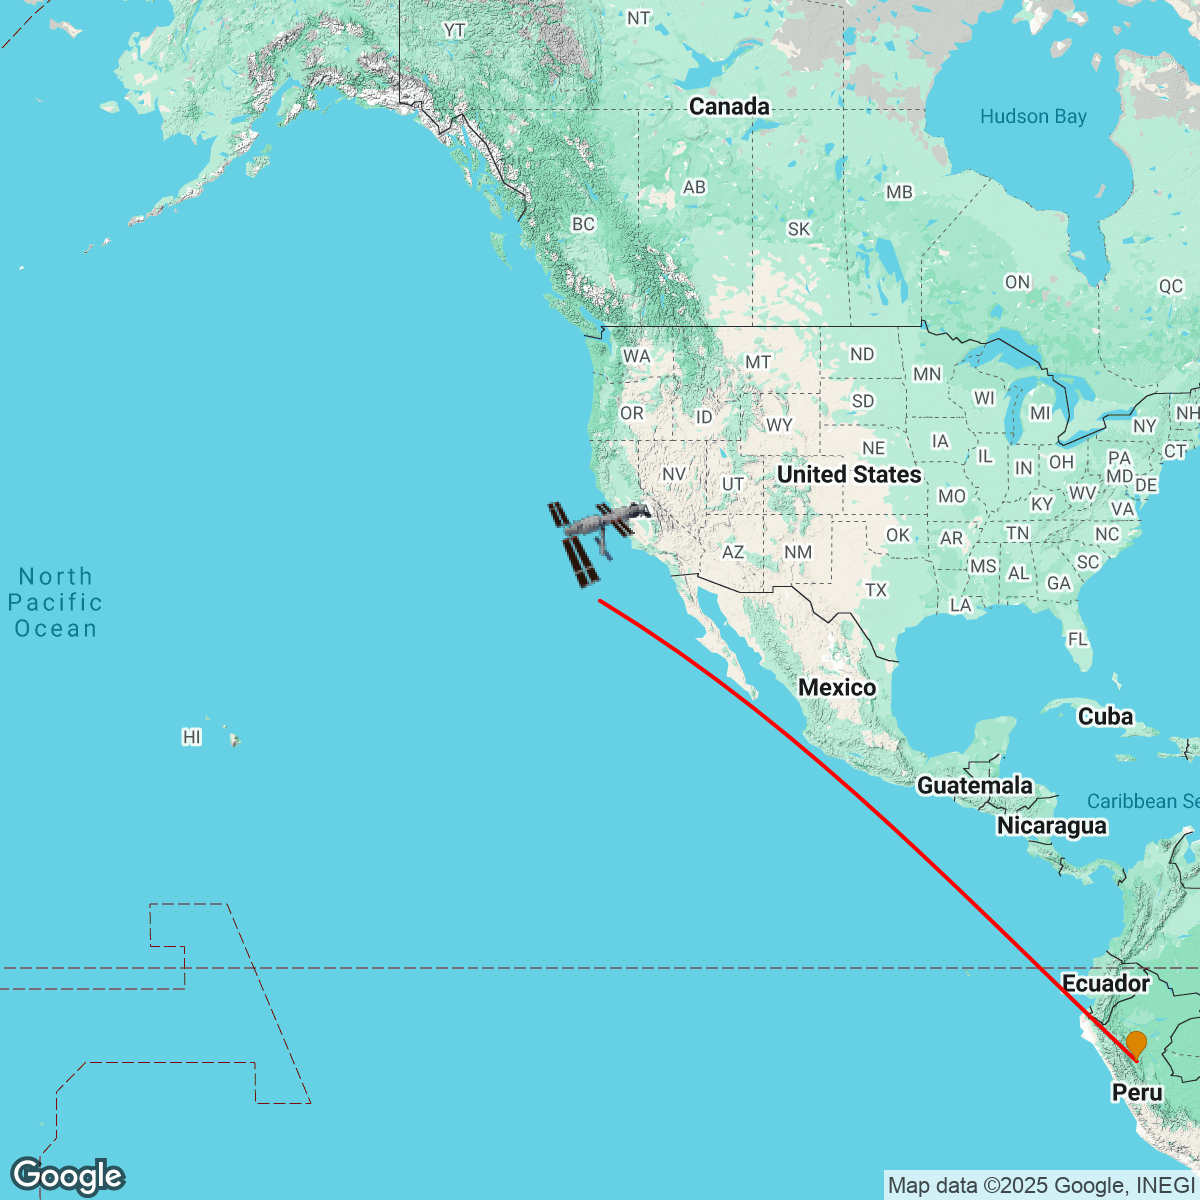 NT
YT
Canada
Hudson Bay
AB
MB
BC
SK
ON
QC
WA
MT
ND
MN
OR
ID
SD
WI
MI
NH
WY
NY
NE
IA
IL
OH
PA
CT
NV
UT
United States
IN
MD
DE
MO
KY
WV
VA
AZ
NM
OK
AR
TN
NC
MS
AL
SC
GA
North
Pacific
Ocean
TX
LA
FL
Mexico
HI
Cuba
Guatemala
Caribbean Se
Nicaragua
Ecuador
Peru
Google
Map data ©2025 Google, INEGI